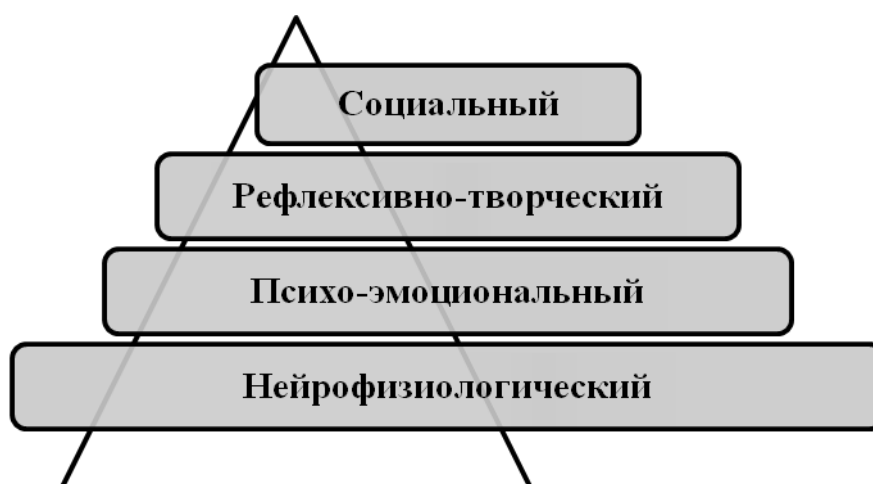 Социальный
Рефлексивно-творческий
Психо-эмоциональный
Нейрофизиологический